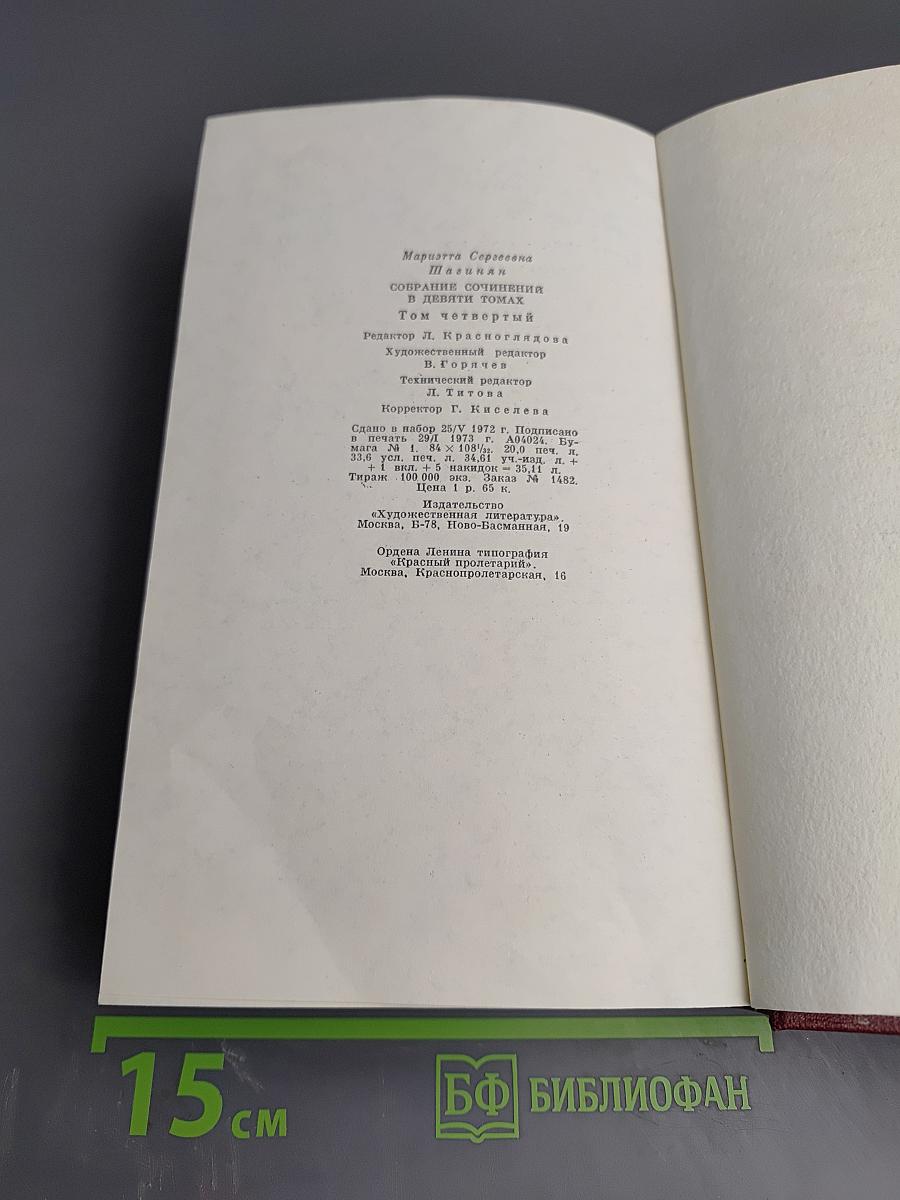 Мариэтта Сергеевна
Шагинян
СОБРАНИЕ СОЧИНЕНИЙ
В ДЕВЯТИ ТОМАХ
Том четвертый
Редактор Л. Красноглядова
Художественный редактор
В. Горячев
Технический редактор
Л. Титова
Корректор Г. Киселева
Сдано в набор 25/V 1972 г. Подписано
в печать 29/I 1973 г. А04024. Бу-
мага № 1. 84 × 108¹/₃₂. 20,0 печ. л.
33,6 усл. печ. л. 34,61 уч.-изд. л. +
+ 1 вкл. + 5 накидок = 35,11 л.
Тираж 100 000 экз. Заказ № 1482.
Цена 1 р. 65 к.
Издательство
«Художественная литература».
Москва, Б-78, Ново-Басманная, 19
Ордена Ленина типография
«Красный пролетарий».
Москва, Краснопролетарская, 16
15 см
БФ БИБЛИОФАН